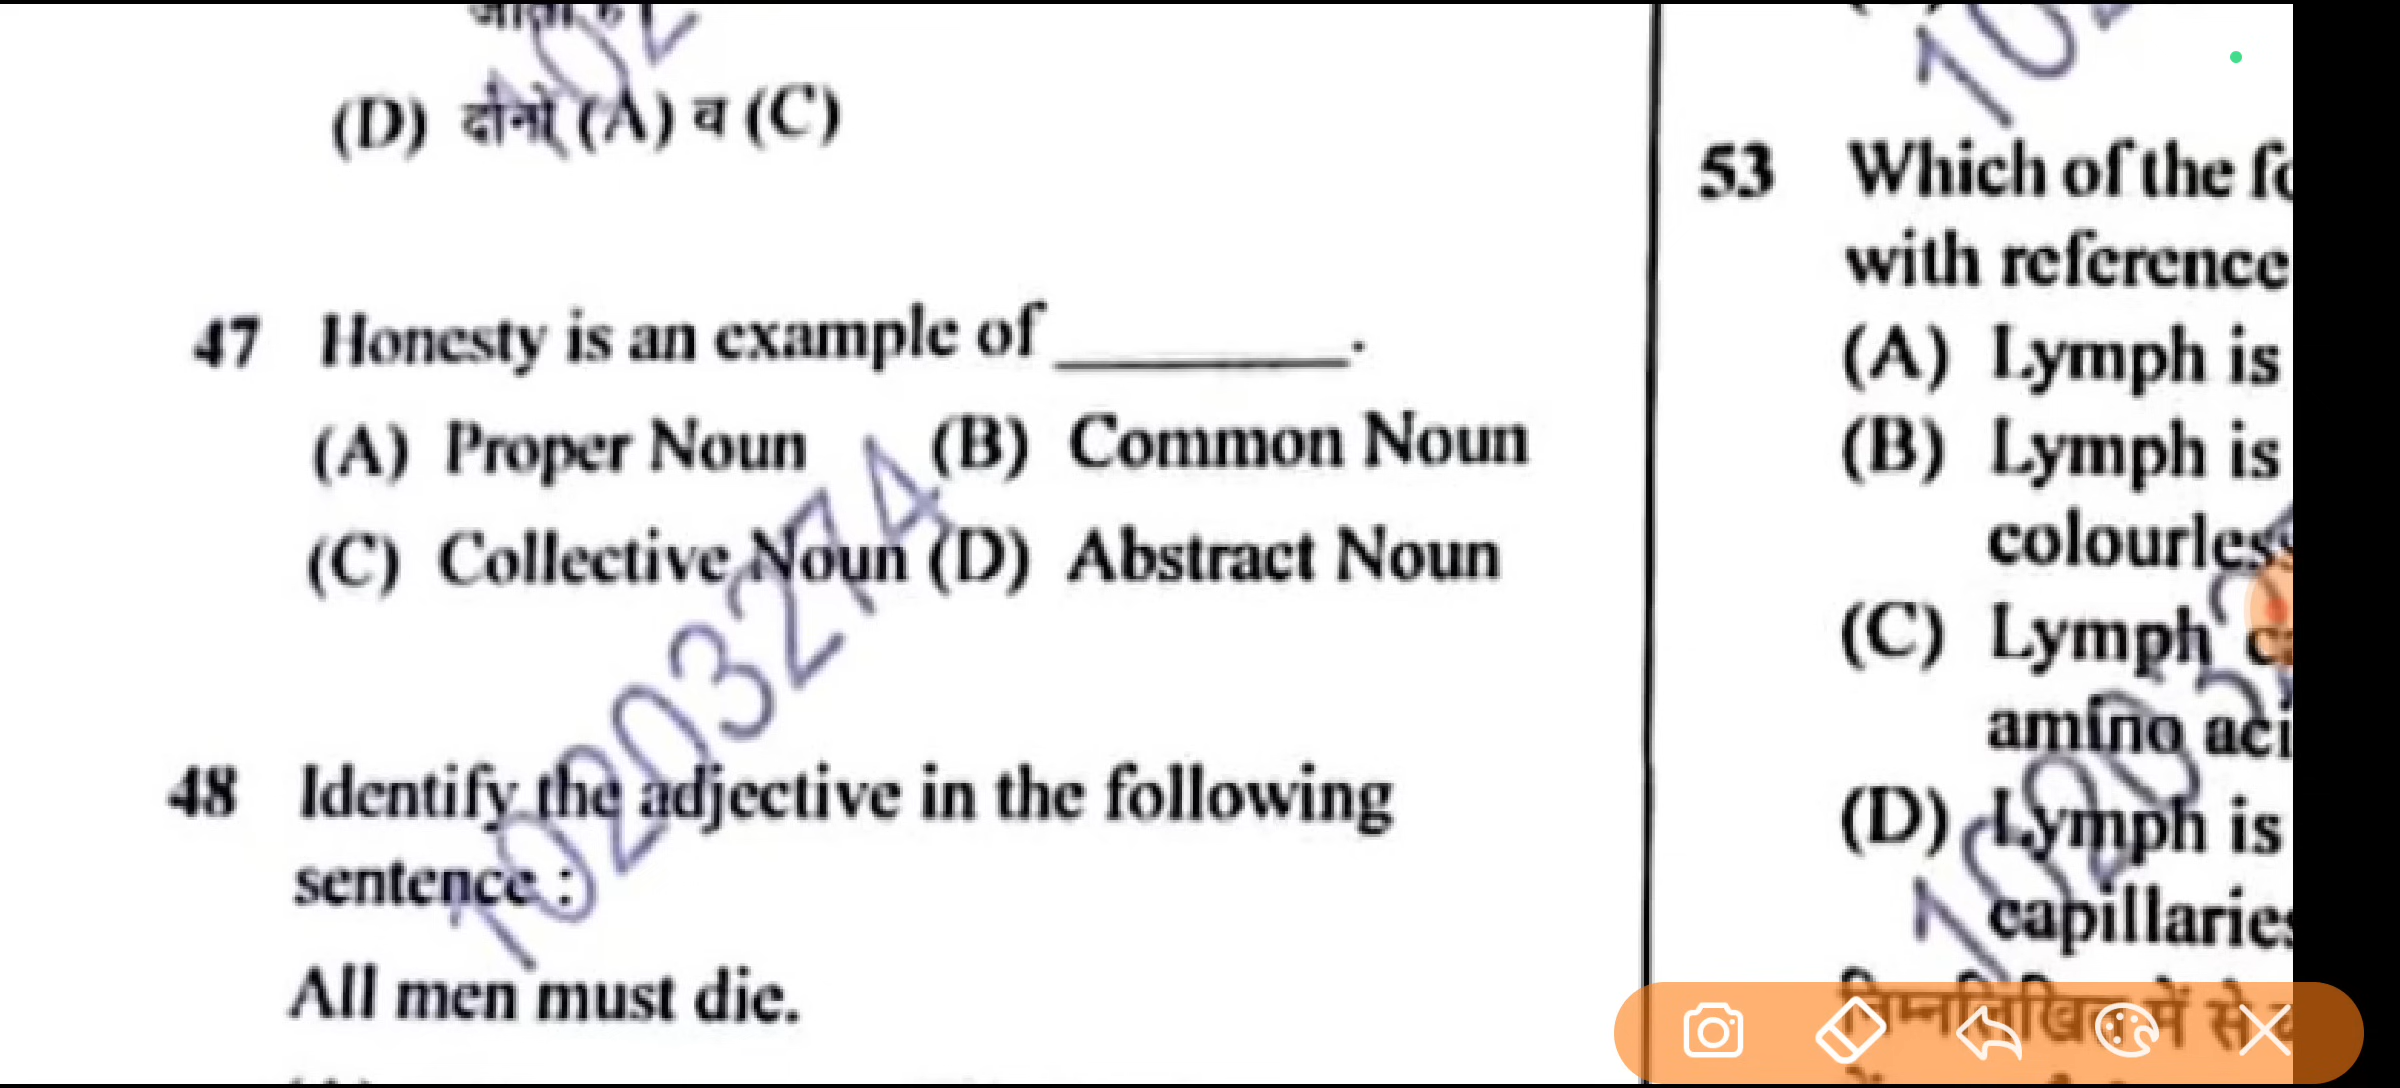 (D) दोनों (A) व (C)
47 Honesty is an example of ________.
(A) Proper Noun (B) Common Noun
(C) Collective Noun (D) Abstract Noun
48 Identify the adjective in the following
sentence :
All men must die.
1020374
53 Which of the
with reference
(A) Lymph is
(B) Lymph is
colourless
(C) Lymph
amino
(D) Lymph is
capillaries
निम्नलिखित में से